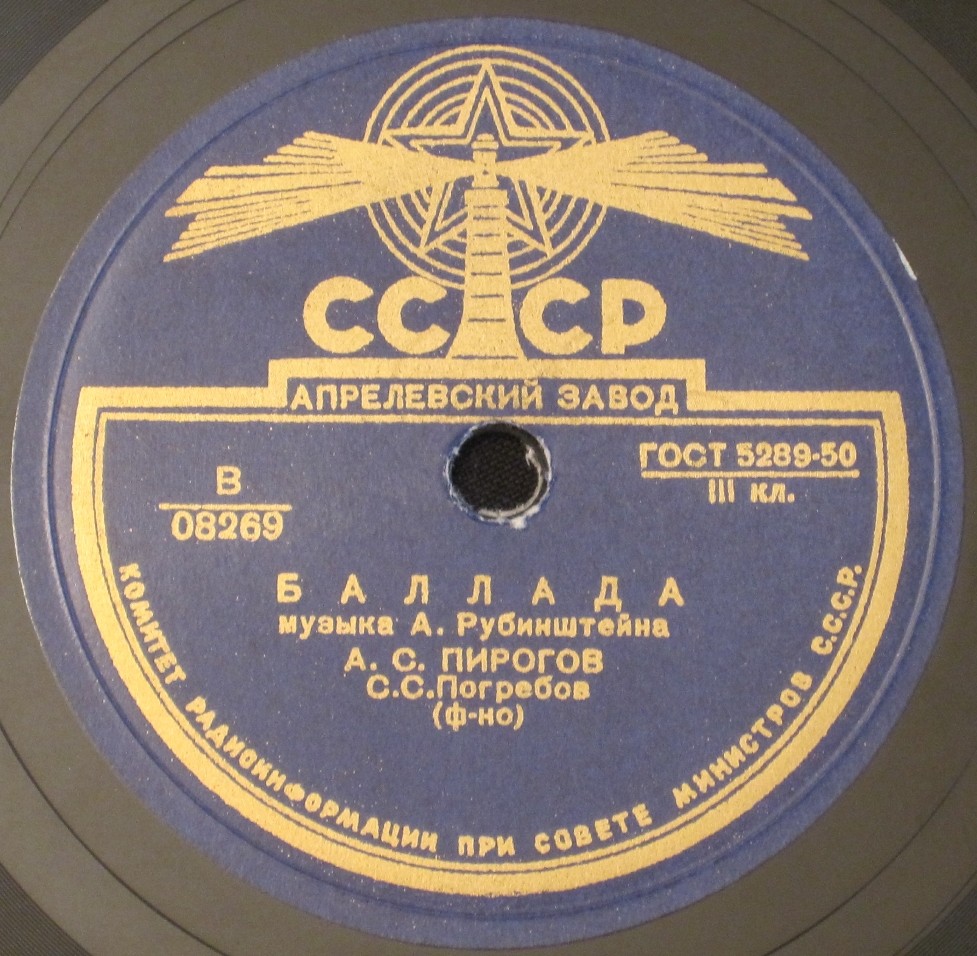 СССР
АПРЕЛЕВСКИЙ ЗАВОД
ГОСТ 5289-50
III кл.
В
08269
БАЛЛАДА
музыка А. Рубинштейна
А. С. ПИРОГОВ
С.С.Погребов
(ф-но)
КОМИТЕТ РАДИОИНФОРМАЦИИ ПРИ СОВЕТЕ МИНИСТРОВ С.С.С.Р.